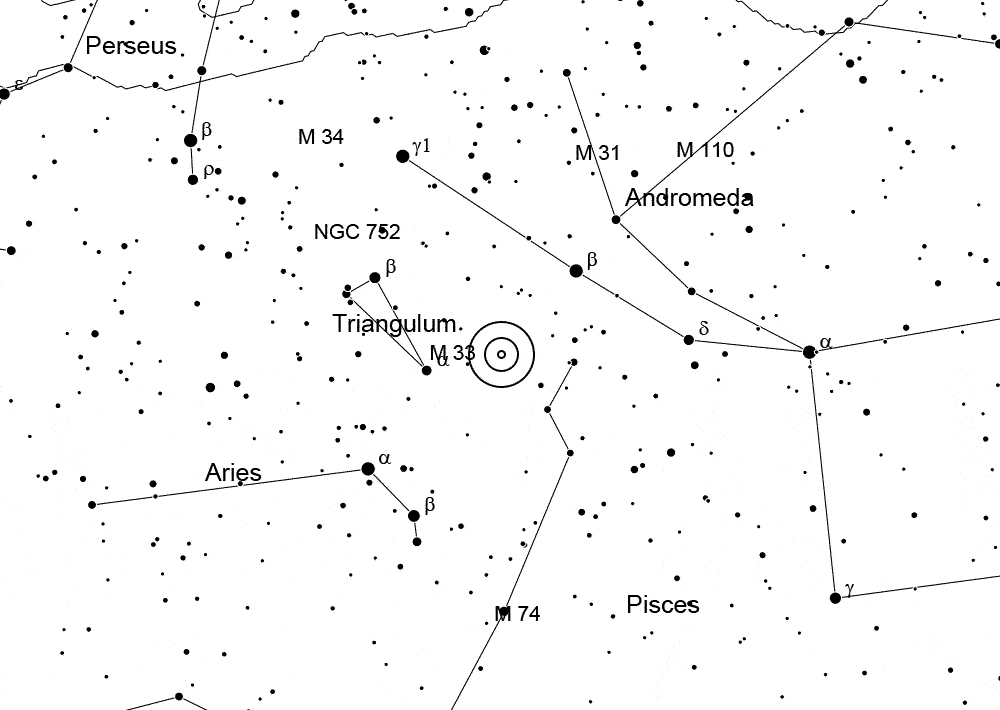 Perseus
ε
β
M 34
γ1
M 31
M 110
ρ
Andromeda
NGC 752
β
β
Triangulum
δ
α
M 33
α
Aries
α
β
γ
Pisces
M 74